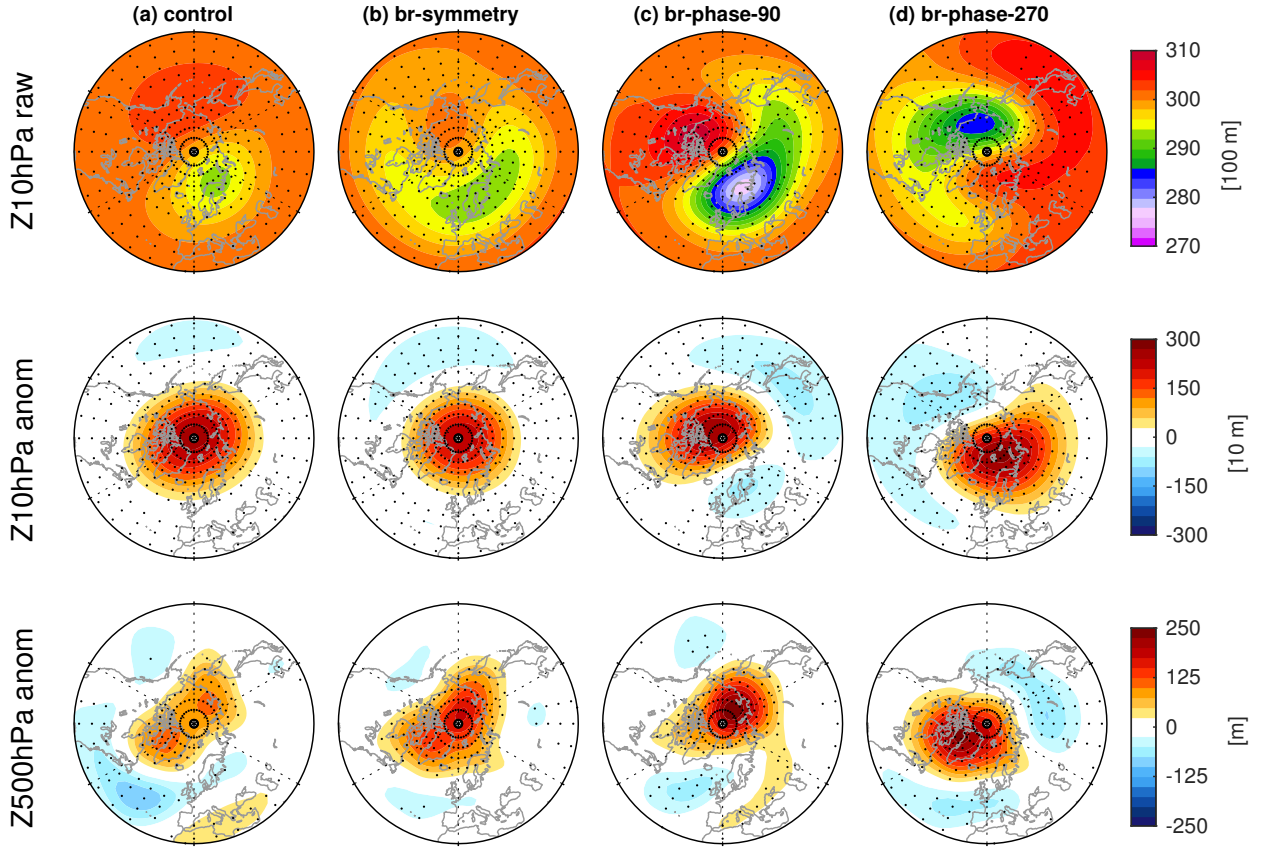 (a) control (b) br-symmetry (c) br-phase-90 (d) br-phase-270
Z10hPa raw
310
300
290
280
270
[100 m]
Z10hPa anom
300
150
0
-150
-300
[10 m]
Z500hPa anom
250
125
0
-125
-250
[m]